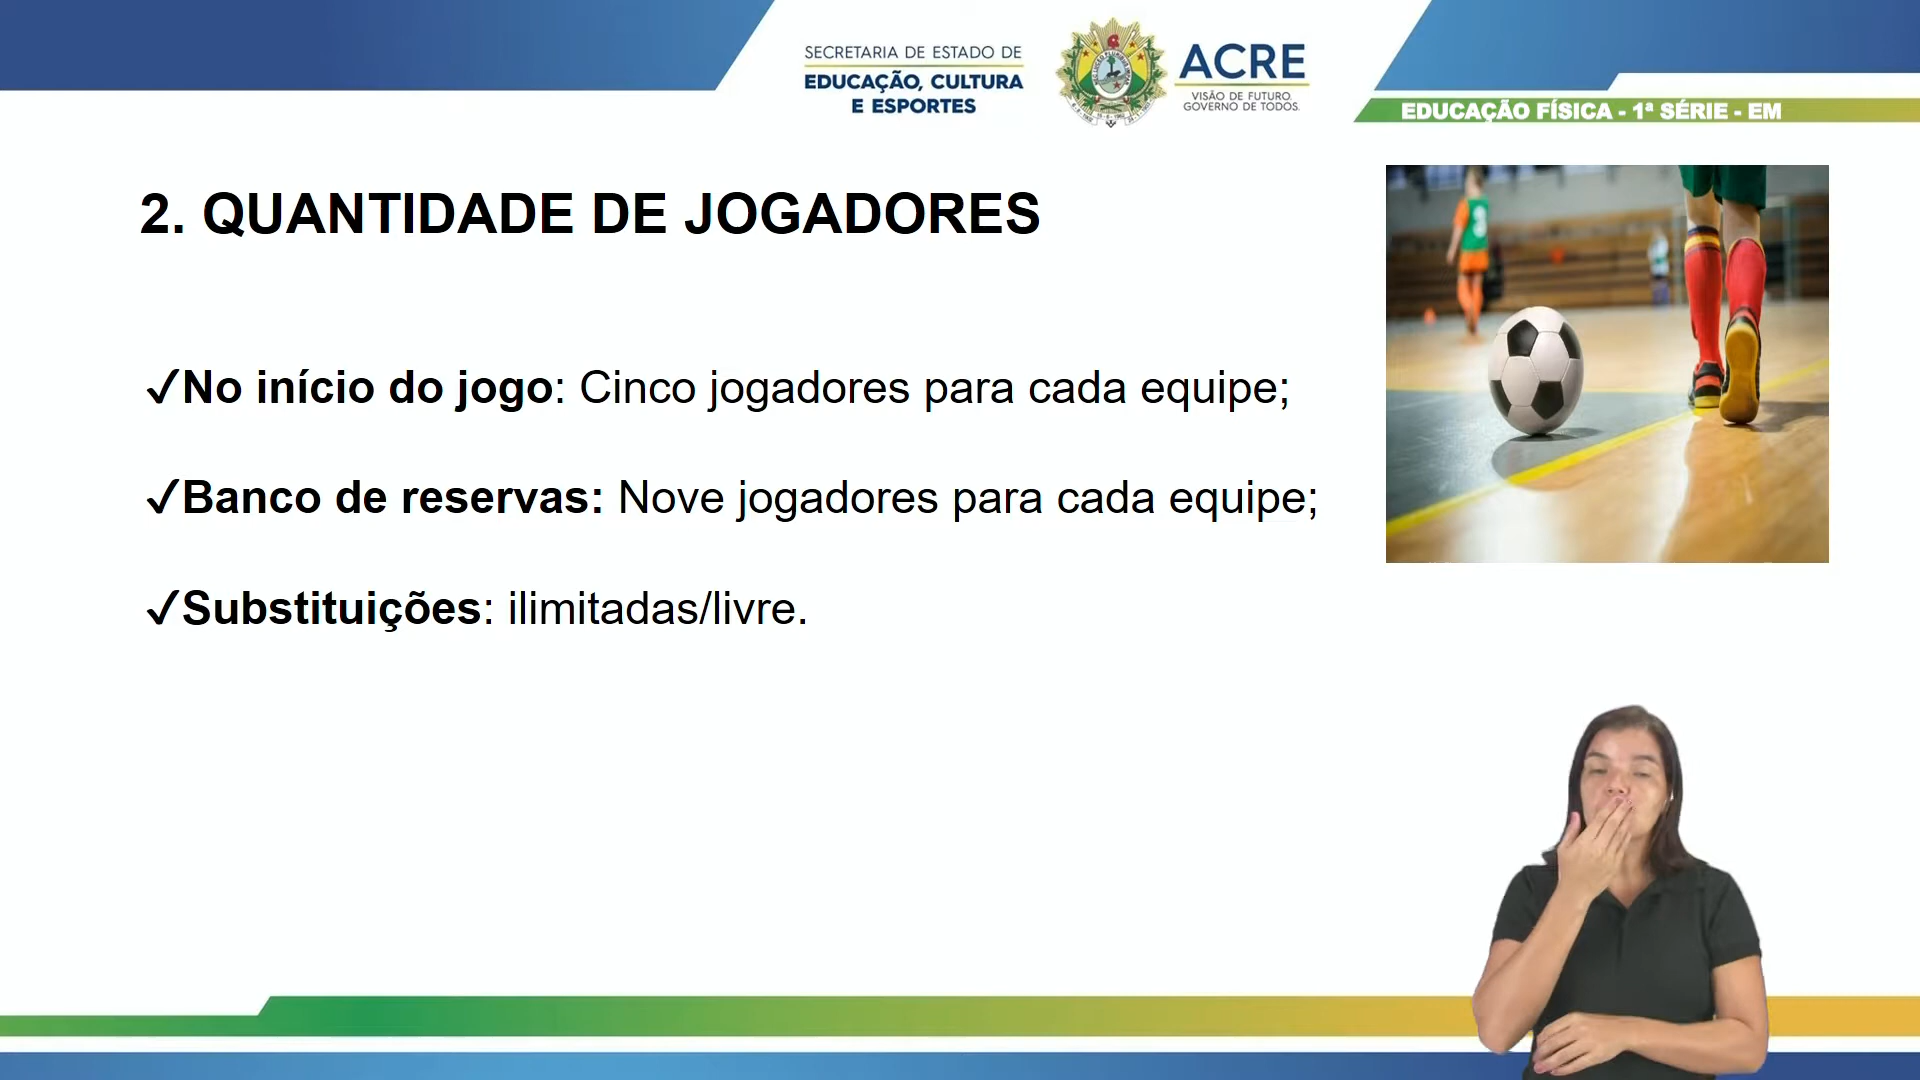 SECRETARIA DE ESTADO DE
EDUCAÇÃO, CULTURA
E ESPORTES
ACRE
VISÃO DE FUTURO.
GOVERNO DE TODOS.
EDUCAÇÃO FÍSICA - 1ª SÉRIE - EM
2. QUANTIDADE DE JOGADORES
✓No início do jogo: Cinco jogadores para cada equipe;
✓Banco de reservas: Nove jogadores para cada equipe;
✓Substituições: ilimitadas/livre.